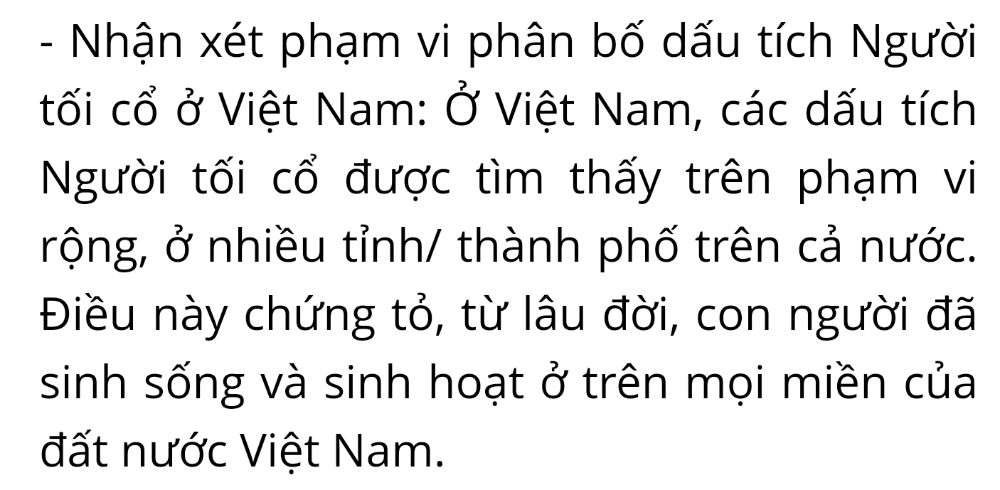 - Nhận xét phạm vi phân bố dấu tích Người
tối cổ ở Việt Nam: Ở Việt Nam, các dấu tích
Người tối cổ được tìm thấy trên phạm vi
rộng, ở nhiều tỉnh/ thành phố trên cả nước.
Điều này chứng tỏ, từ lâu đời, con người đã
sinh sống và sinh hoạt ở trên mọi miền của
đất nước Việt Nam.